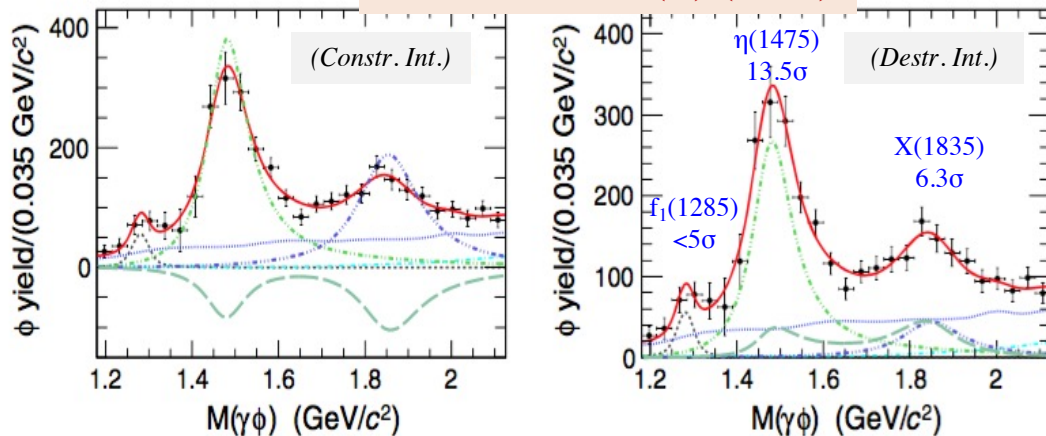 (Constr. Int.)
ϕ yield/(0.035 GeV/c²)
400
200
0
1.2 1.4 1.6 1.8 2
M(γϕ) (GeV/c²)
η(1475)
13.5σ
(Destr. Int.)
X(1835)
6.3σ
f₁(1285)
<5σ
ϕ yield/(0.035 GeV/c²)
400
300
200
100
0
1.2 1.4 1.6 1.8 2
M(γϕ) (GeV/c²)